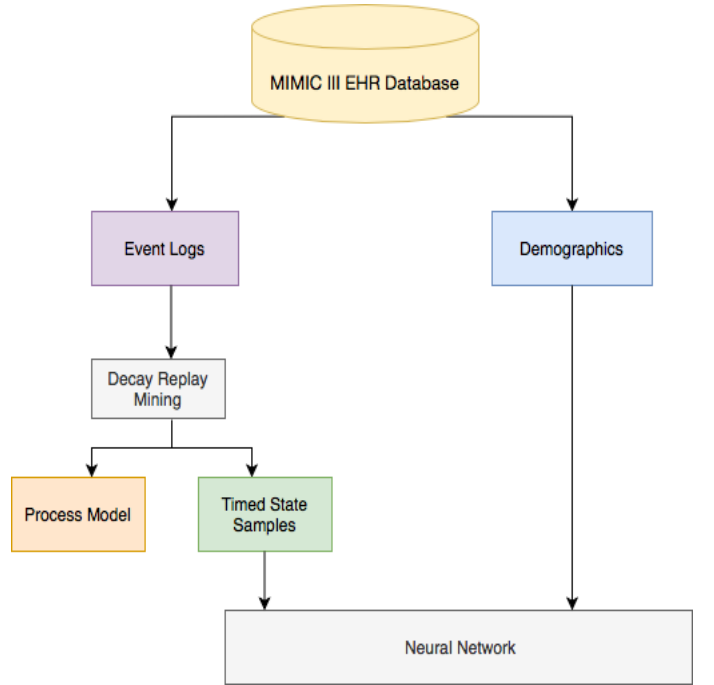 MIMIC III EHR Database
Event Logs
Demographics
Decay Replay
Mining
Process Model
Timed State
Samples
Neural Network